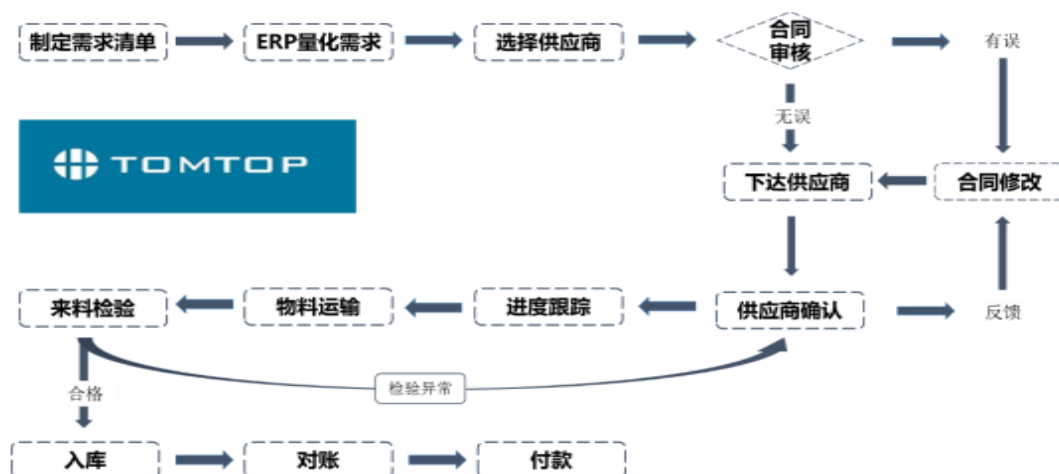 制定需求清单
ERP量化需求
选择供应商
合同
审核
有误
无误
TOMTOP
下达供应商
合同修改
来料检验
物料运输
进度跟踪
供应商确认
反馈
检验异常
合格
入库
对账
付款